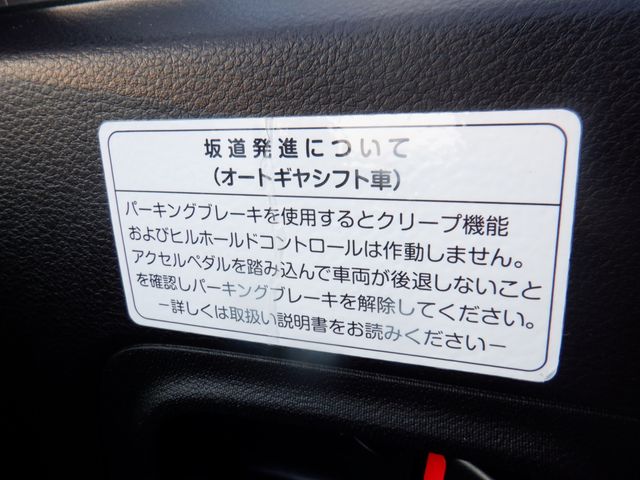 坂道発進について
（オートギヤシフト車）
パーキングブレーキを使用するとクリープ機能
およびヒルホールドコントロールは作動しません。
アクセルペダルを踏み込んで車両が後退しないこと
を確認しパーキングブレーキを解除してください。
－詳しくは取扱い説明書をお読みください－